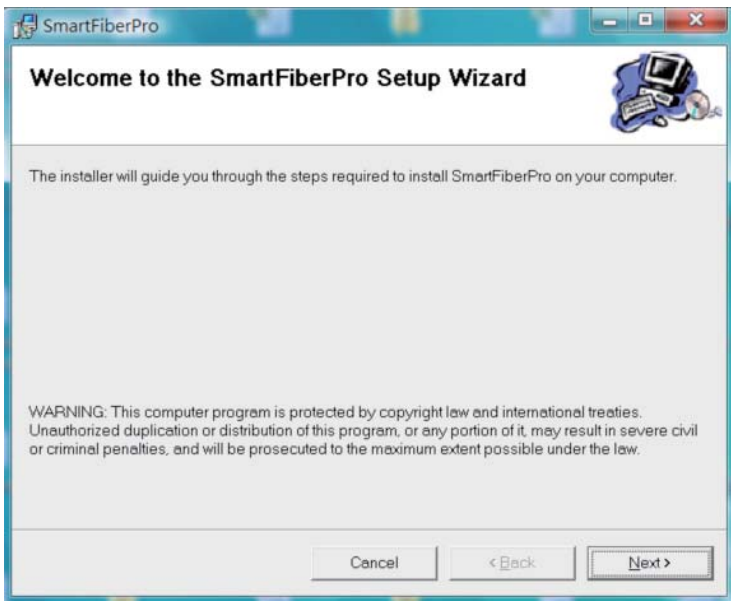 SmartFiberPro
Welcome to the SmartFiberPro Setup Wizard
The installer will guide you through the steps required to install SmartFiberPro on your computer.
WARNING: This computer program is protected by copyright law and international treaties.
Unauthorized duplication or distribution of this program, or any portion of it, may result in severe civil
or criminal penalties, and will be prosecuted to the maximum extent possible under the law.
Cancel
< Back
Next >